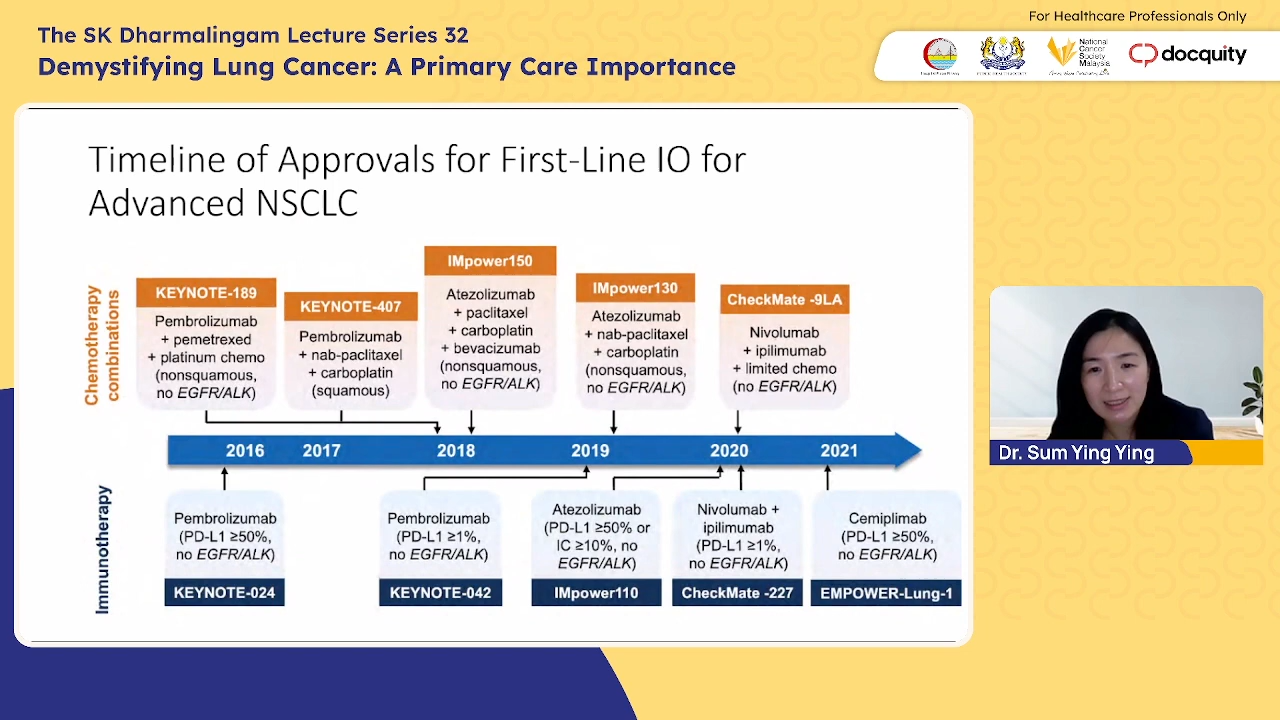 The SK Dharmalingam Lecture Series 32
Demystifying Lung Cancer: A Primary Care Importance
For Healthcare Professionals Only
National
Cancer
Society
Malaysia
docquity
Timeline of Approvals for First-Line IO for
Advanced NSCLC
Chemotherapy
combinations
KEYNOTE-189
Pembrolizumab
+ pemetrexed
+ platinum chemo
(nonsquamous,
no EGFR/ALK)
KEYNOTE-407
Pembrolizumab
+ nab-paclitaxel
+ carboplatin
(squamous)
IMpower150
Atezolizumab
+ paclitaxel
+ carboplatin
+ bevacizumab
(nonsquamous,
no EGFR/ALK)
IMpower130
Atezolizumab
+ nab-paclitaxel
+ carboplatin
(nonsquamous,
no EGFR/ALK)
CheckMate -9LA
Nivolumab
+ ipilimumab
+ limited chemo
(no EGFR/ALK)
2016 2017 2018 2019 2020 2021
Immunotherapy
Pembrolizumab
(PD-L1 ≥50%,
no EGFR/ALK)
KEYNOTE-024
Pembrolizumab
(PD-L1 ≥1%,
no EGFR/ALK)
KEYNOTE-042
Atezolizumab
(PD-L1 ≥50% or
IC ≥10%, no
EGFR/ALK)
IMpower110
Nivolumab +
ipilimumab
(PD-L1 ≥1%,
no EGFR/ALK)
CheckMate -227
Cemiplimab
(PD-L1 ≥50%,
no EGFR/ALK)
EMPOWER-Lung-1
Dr. Sum Ying Ying